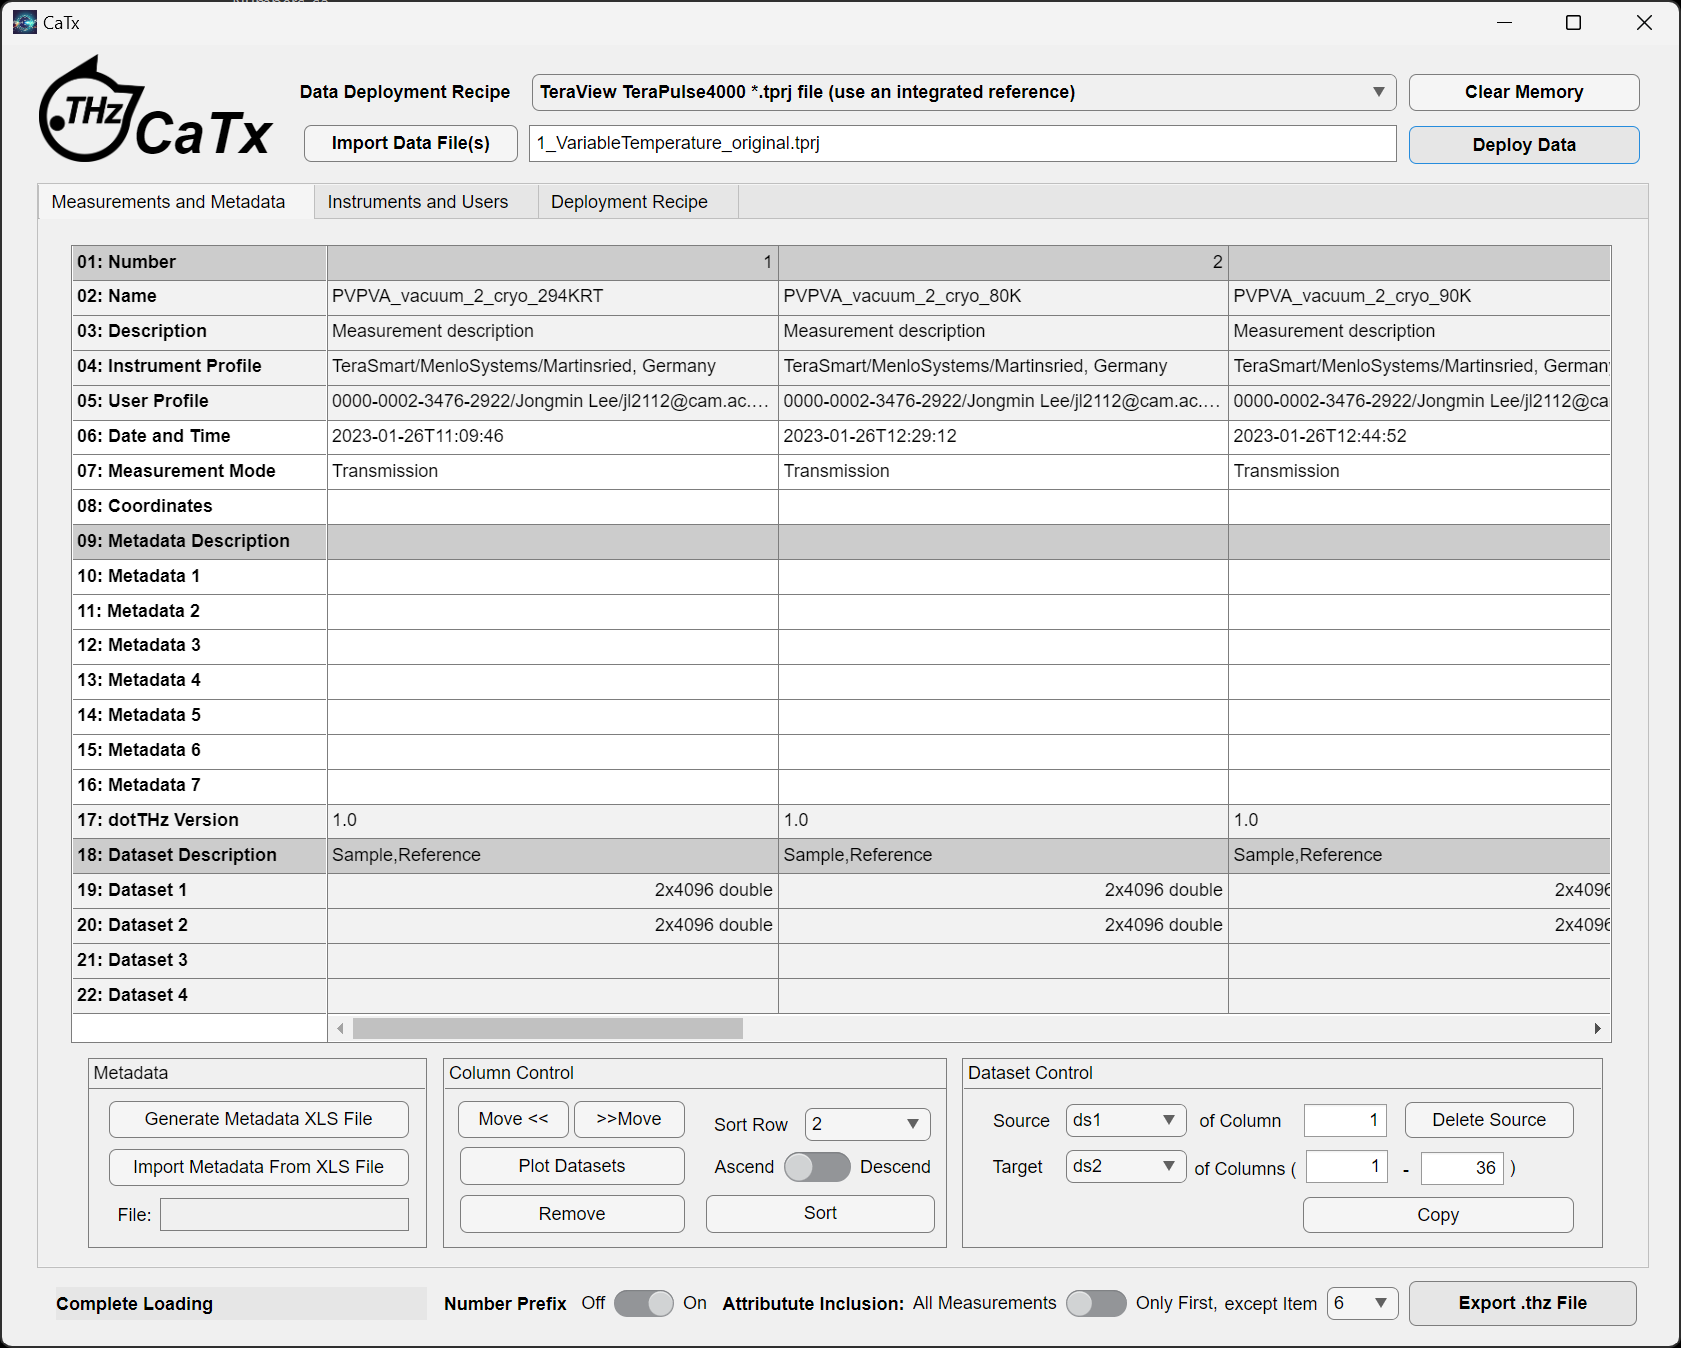 CaTx
THz
CaTx
Data Deployment Recipe
TeraView TeraPulse4000 *.tprj file (use an integrated reference)
Clear Memory
Import Data File(s)
1_VariableTemperature_original.tprj
Deploy Data
Measurements and Metadata
Instruments and Users
Deployment Recipe
01: Number 1 2
02: Name PVPVA_vacuum_2_cryo_294KRT PVPVA_vacuum_2_cryo_80K PVPVA_vacuum_2_cryo_90K
03: Description Measurement description Measurement description Measurement description
04: Instrument Profile TeraSmart/MenloSystems/Martinsried, Germany TeraSmart/MenloSystems/Martinsried, Germany TeraSmart/MenloSystems/Martinsried, German
05: User Profile 0000-0002-3476-2922/Jongmin Lee/jl2112@cam.ac.... 0000-0002-3476-2922/Jongmin Lee/jl2112@cam.ac.... 0000-0002-3476-2922/Jongmin Lee/jl2112@ca
06: Date and Time 2023-01-26T11:09:46 2023-01-26T12:29:12 2023-01-26T12:44:52
07: Measurement Mode Transmission Transmission Transmission
08: Coordinates
09: Metadata Description
10: Metadata 1
11: Metadata 2
12: Metadata 3
13: Metadata 4
14: Metadata 5
15: Metadata 6
16: Metadata 7
17: dotTHz Version 1.0 1.0 1.0
18: Dataset Description Sample,Reference Sample,Reference Sample,Reference
19: Dataset 1 2x4096 double 2x4096 double 2x4096
20: Dataset 2 2x4096 double 2x4096 double 2x4096
21: Dataset 3
22: Dataset 4
Metadata
Generate Metadata XLS File
Import Metadata From XLS File
File:
Column Control
Move << >>Move
Plot Datasets
Remove
Sort Row 2
Ascend Descend
Sort
Dataset Control
Source ds1 of Column 1 Delete Source
Target ds2 of Columns ( 1 - 36 )
Copy
Complete Loading
Number Prefix Off On
Attributute Inclusion: All Measurements Only First, except Item 6
Export .thz File